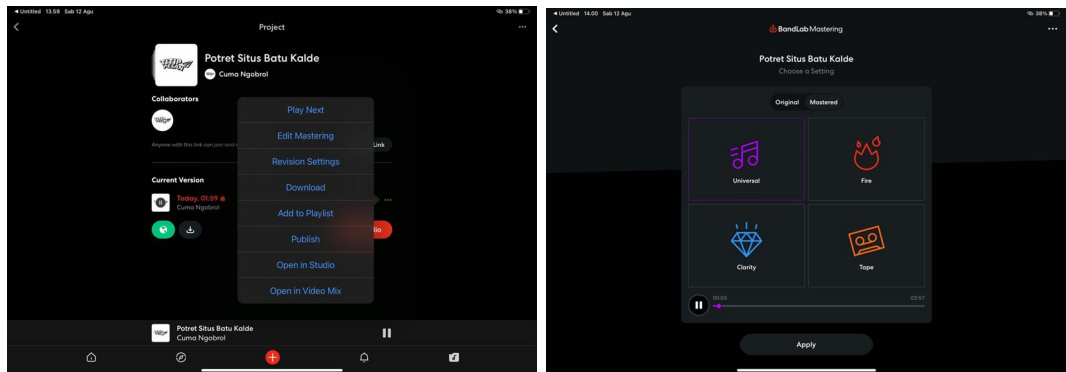 ◄ Untitled 13.59 Sab 12 Agu
38%
Project
Potret Situs Batu Kalde
Cuma Ngobrol
Collaborators
Anyone with this link can join and
Link
Current Version
Today, 01:59
Cuma Ngobrol
Play Next
Edit Mastering
Revision Settings
Download
Add to Playlist
Publish
Open in Studio
Open in Video Mix
dio
Potret Situs Batu Kalde
Cuma Ngobrol
◄ Untitled 14.00 Sab 12 Agu
38%
BandLab Mastering
Potret Situs Batu Kalde
Choose a Setting
Original Mastered
Universal
Fire
Clarity
Tape
00:05
03:57
Apply